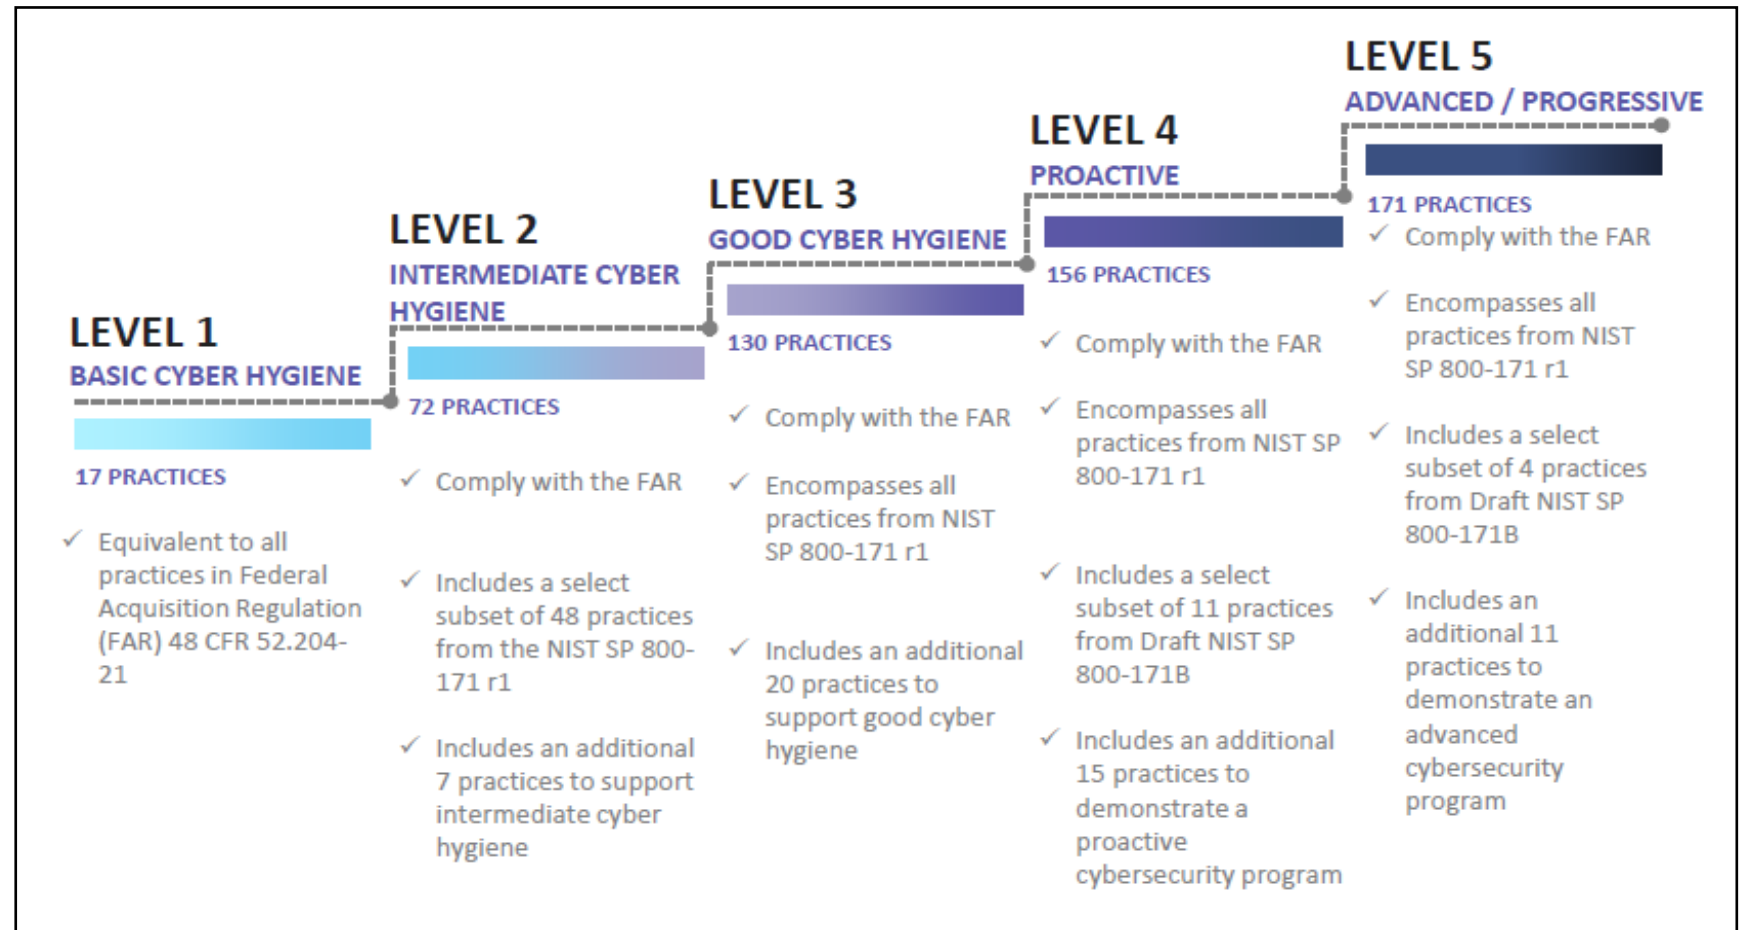 LEVEL 1
BASIC CYBER HYGIENE
17 PRACTICES
✓ Equivalent to all
practices in Federal
Acquisition Regulation
(FAR) 48 CFR 52.204-
21
LEVEL 2
INTERMEDIATE CYBER
HYGIENE
72 PRACTICES
✓ Comply with the FAR
✓ Includes a select
subset of 48 practices
from the NIST SP 800-
171 r1
✓ Includes an additional
7 practices to support
intermediate cyber
hygiene
LEVEL 3
GOOD CYBER HYGIENE
130 PRACTICES
✓ Comply with the FAR
✓ Encompasses all
practices from NIST
SP 800-171 r1
✓ Includes an additional
20 practices to
support good cyber
hygiene
LEVEL 4
PROACTIVE
156 PRACTICES
✓ Comply with the FAR
✓ Encompasses all
practices from NIST SP
800-171 r1
✓ Includes a select
subset of 11 practices
from Draft NIST SP
800-171B
✓ Includes an additional
15 practices to
demonstrate a
proactive
cybersecurity program
LEVEL 5
ADVANCED / PROGRESSIVE
171 PRACTICES
✓ Comply with the FAR
✓ Encompasses all
practices from NIST
SP 800-171 r1
✓ Includes a select
subset of 4 practices
from Draft NIST SP
800-171B
✓ Includes an
additional 11
practices to
demonstrate an
advanced
cybersecurity
program